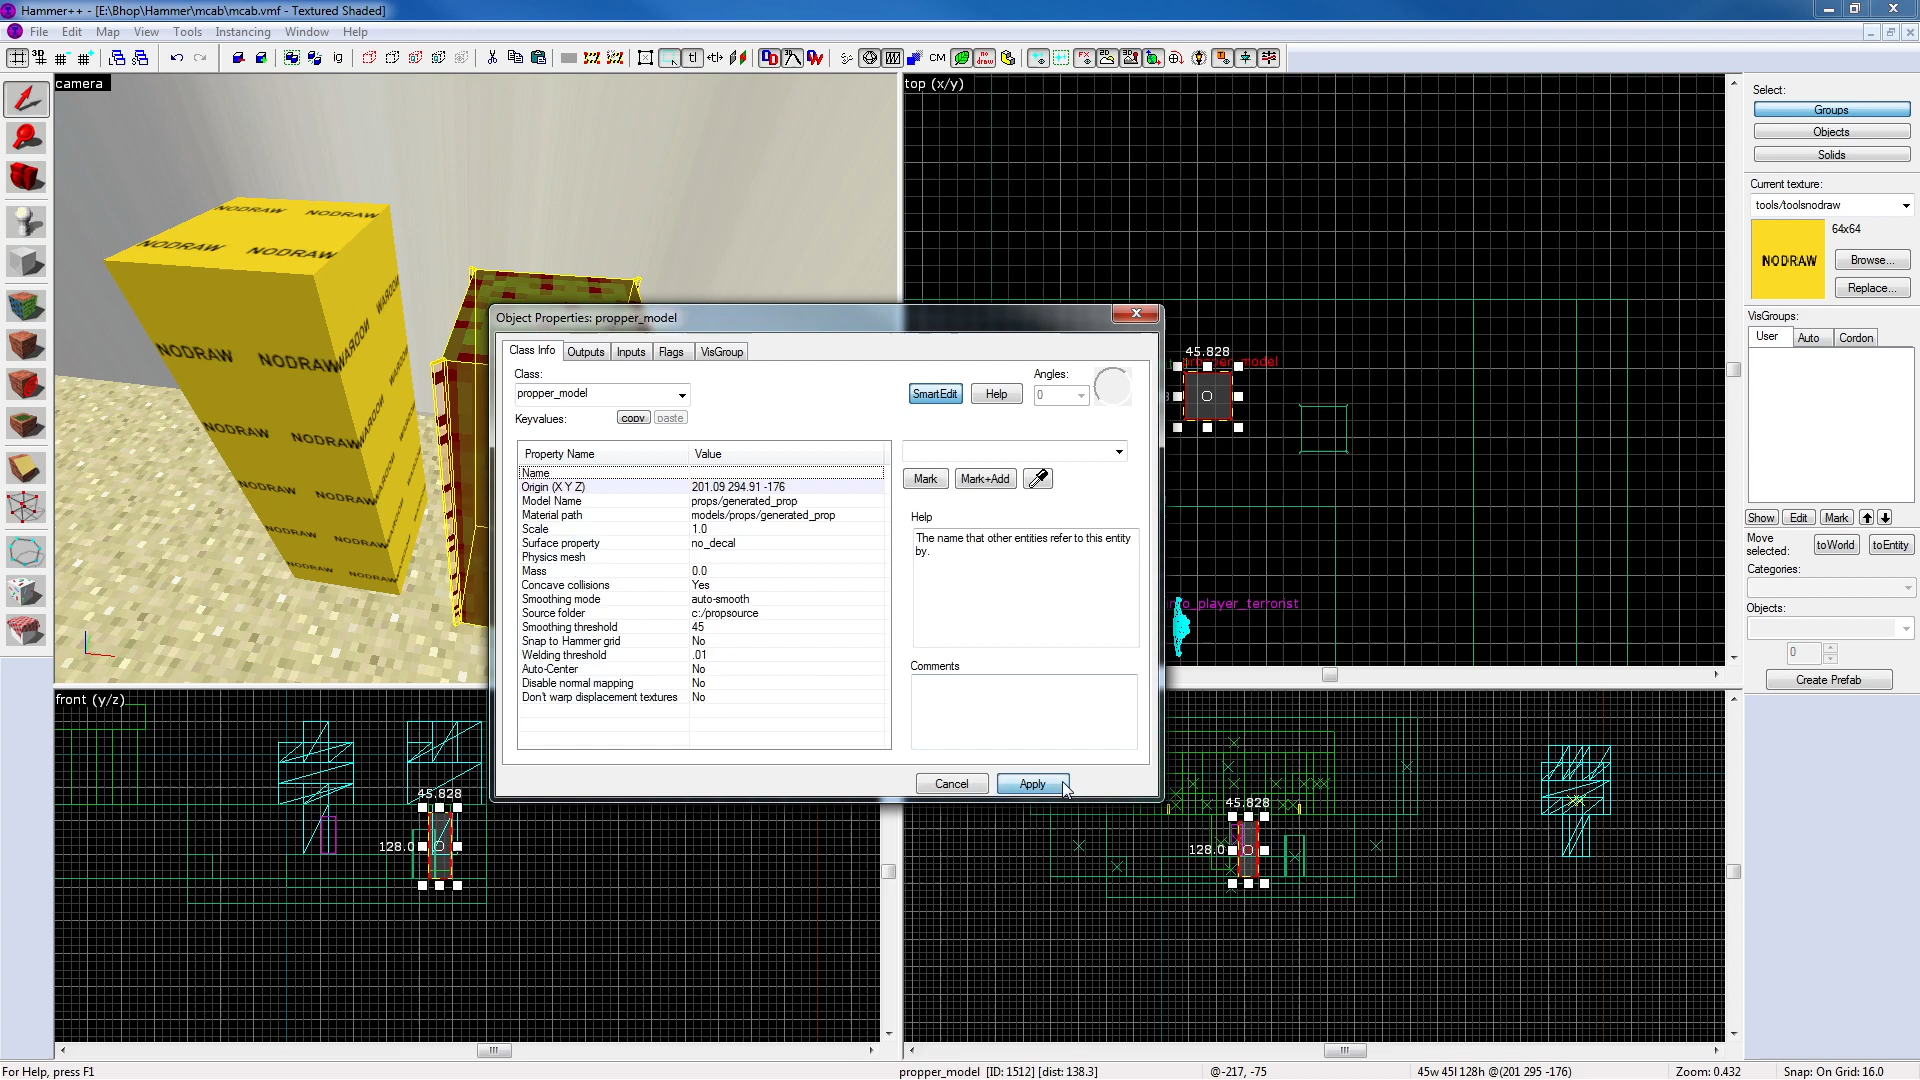 Hammer++ - [E:\Bhop\Hammer\mcab\mcab.vmf - Textured Shaded]
File Edit Map View Tools Instancing Window Help
camera
NODRAW NODRAW
NODRAW NODRAW
NODRAW NODRAW
NODRAW NODRAW
NODRAW NODRAW
NODRAW NODRAW
NODRAW NODRAW
top (x/y)
45.828
info_player_terrorist
front (y/z)
45.828
128.0
45.828
128.0
Object Properties: propper_model
Class Info Outputs Inputs Flags VisGroup
Class:
propper_model
SmartEdit Help
Angles:
0
Keyvalues:
copy paste
Property Name Value
Name
Origin (X Y Z) 201.09 294.91 -176
Model Name props/generated_prop
Material path models/props/generated_prop
Scale 1.0
Surface property no_decal
Physics mesh
Mass 0.0
Concave collisions Yes
Smoothing mode auto-smooth
Source folder c:/propsource
Smoothing threshold 45
Snap to Hammer grid No
Welding threshold .01
Auto-Center No
Disable normal mapping No
Don't warp displacement textures No
Mark Mark+Add
Help
The name that other entities refer to this entity
by.
Comments
Cancel Apply
Select:
Groups
Objects
Solids
Current texture:
tools/toolsnodraw
64x64
NODRAW
Browse...
Replace...
VisGroups:
User Auto Cordon
Show Edit Mark
Move
selected:
toWorld toEntity
Categories:
Objects:
0
Create Prefab
For Help, press F1
propper_model [ID: 1512] [dist: 138.3]
@-217, -75
45w 45l 128h @(201 295 -176)
Zoom: 0.432
Snap: On Grid: 16.0